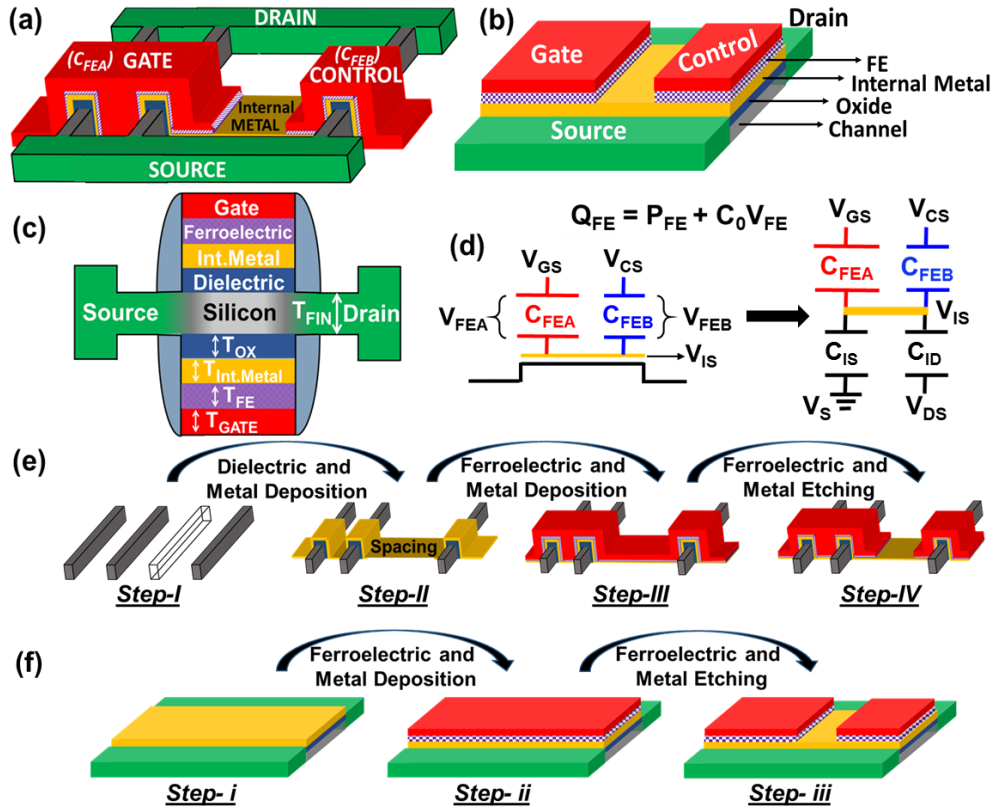 (a)
DRAIN
(C_FEA) GATE
(C_FEB)
CONTROL
Internal
METAL
SOURCE
(b)
Drain
Gate
Control
FE
Internal Metal
Oxide
Channel
Source
(c)
Gate
Ferroelectric
Int.Metal
Dielectric
Source
Silicon
T_FIN
Drain
T_OX
T_Int.Metal
T_FE
T_GATE
Q_FE = P_FE + C_0V_FE
(d)
V_GS
V_CS
V_FEA
C_FEA
C_FEB
V_FEB
V_IS
V_GS
V_CS
C_FEA
C_FEB
V_IS
C_IS
C_ID
V_S
V_DS
(e)
Dielectric and
Metal Deposition
Ferroelectric and
Metal Deposition
Ferroelectric and
Metal Etching
Spacing
Step-I
Step-II
Step-III
Step-IV
(f)
Ferroelectric and
Metal Deposition
Ferroelectric and
Metal Etching
Step- i
Step- ii
Step- iii